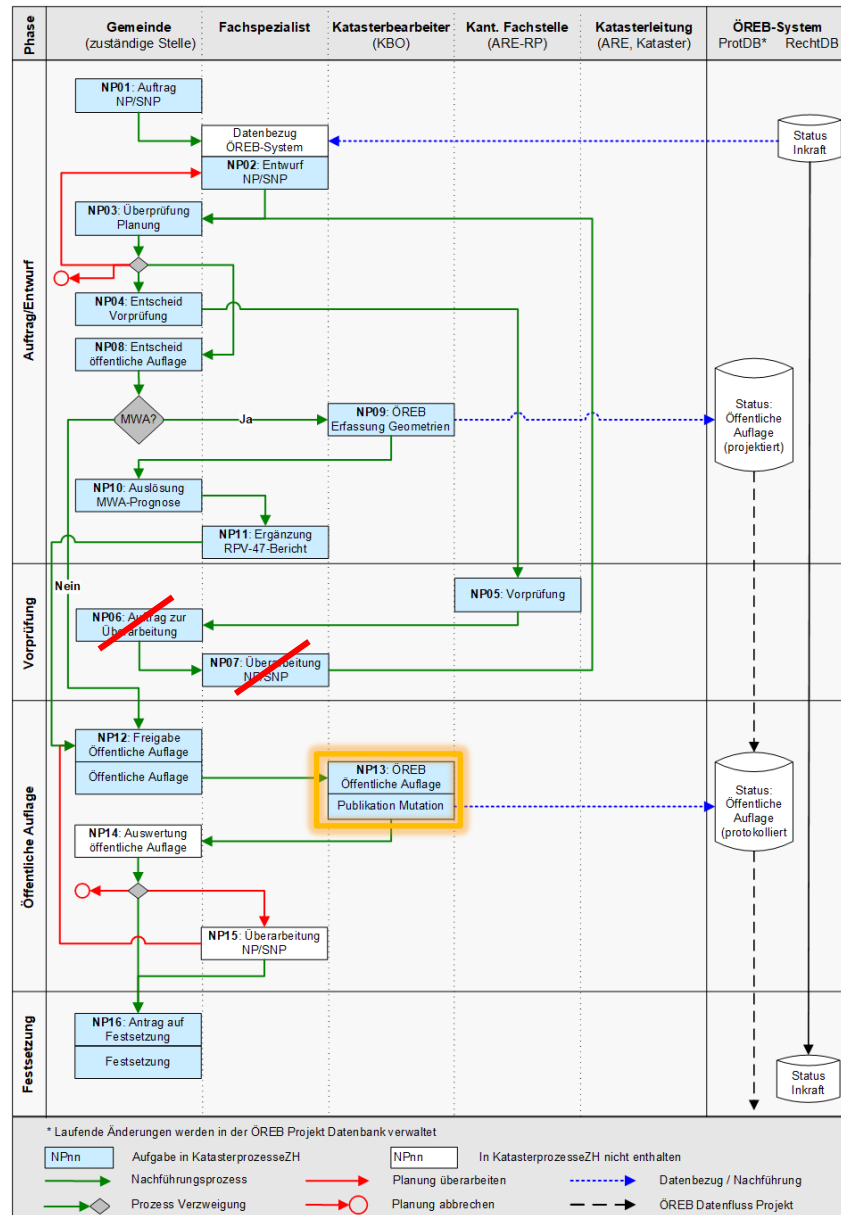 Phase
Gemeinde
(zuständige Stelle)
Fachspezialist
Katasterbearbeiter
(KBO)
Kant. Fachstelle
(ARE-RP)
Katasterleitung
(ARE, Kataster)
ÖREB-System
ProtDB* RechtDB
Auftrag/Entwurf
NP01: Auftrag
NP/SNP
Datenbezug
ÖREB-System
NP02: Entwurf
NP/SNP
Status
Inkraft
NP03: Überprüfung
Planung
NP04: Entscheid
Vorprüfung
NP08: Entscheid
öffentliche Auflage
MWA?
Ja
NP09: ÖREB
Erfassung Geometrien
Status:
Öffentliche
Auflage
(projektiert)
NP10: Auslösung
MWA-Prognose
NP11: Ergänzung
RPV-47-Bericht
Vorprüfung
Nein
NP05: Vorprüfung
NP06: Auftrag zur
Überarbeitung
NP07: Überarbeitung
NP/SNP
Öffentliche Auflage
NP12: Freigabe
Öffentliche Auflage
Öffentliche Auflage
NP13: ÖREB
Öffentliche Auflage
Publikation Mutation
Status:
Öffentliche
Auflage
(protokolliert
NP14: Auswertung
öffentliche Auflage
NP15: Überarbeitung
NP/SNP
Festsetzung
NP16: Antrag auf
Festsetzung
Festsetzung
Status
Inkraft
* Laufende Änderungen werden in der ÖREB Projekt Datenbank verwaltet
NPnn Aufgabe in KatasterprozesseZH NPnn In KatasterprozesseZH nicht enthalten
Nachführungsprozess Planung überarbeiten Datenbezug / Nachführung
Prozess Verzweigung Planung abbrechen ÖREB Datenfluss Projekt